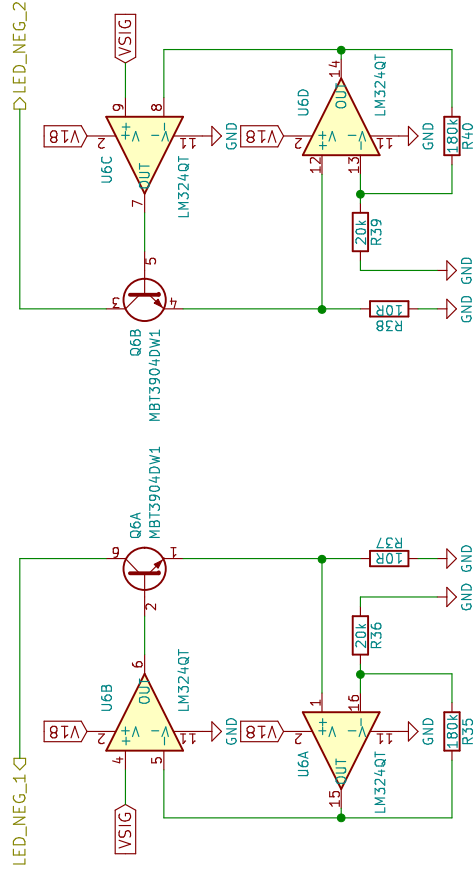 LED_NEG_2
VSIG
9
8
V18
2
+
-
V+
V-
11
GND
U6C
OUT
LM324QT
7
14
U6D
OUT
LM324QT
V18
2
+
-
V+
V-
11
GND
12
13
180k
R40
20k
R39
GND
5
3
4
Q6B
MBT3904DW1
10R
R38
GND
MBT3904DW1
Q6A
6
1
2
R37
10R
GND
GND
20k
R36
6
U6B
OUT
LM324QT
V18
2
+
-
V+
V-
11
GND
4
5
VSIG
LED_NEG_1
1
16
V18
2
+
-
V+
V-
11
GND
U6A
OUT
LM324QT
15
180k
R35